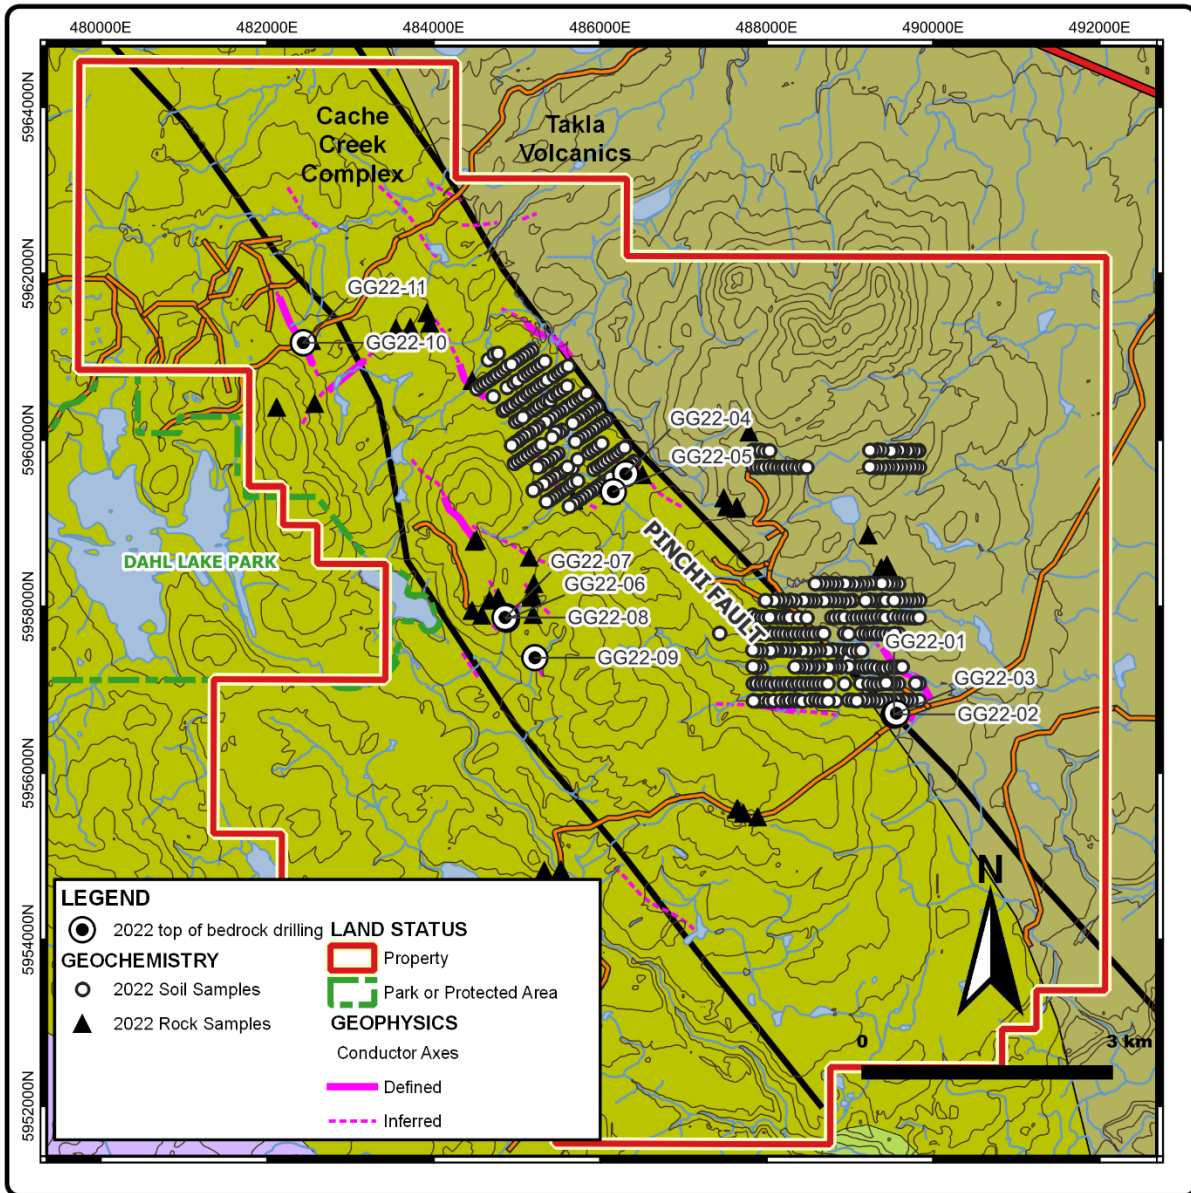 480000E 482000E 484000E 486000E 488000E 490000E 492000E
5964000N
5962000N
5960000N
5958000N
5956000N
5954000N
5952000N
Cache
Creek
Complex
Takla
Volcanics
GG22-11
GG22-10
GG22-04
GG22-05
PINCHI FAULT
DAHL LAKE PARK
GG22-07
GG22-06
GG22-08
GG22-09
GG22-01
GG22-03
GG22-02
N
0 3 km
LEGEND
2022 top of bedrock drilling
GEOCHEMISTRY
2022 Soil Samples
2022 Rock Samples
LAND STATUS
Property
Park or Protected Area
GEOPHYSICS
Conductor Axes
Defined
Inferred